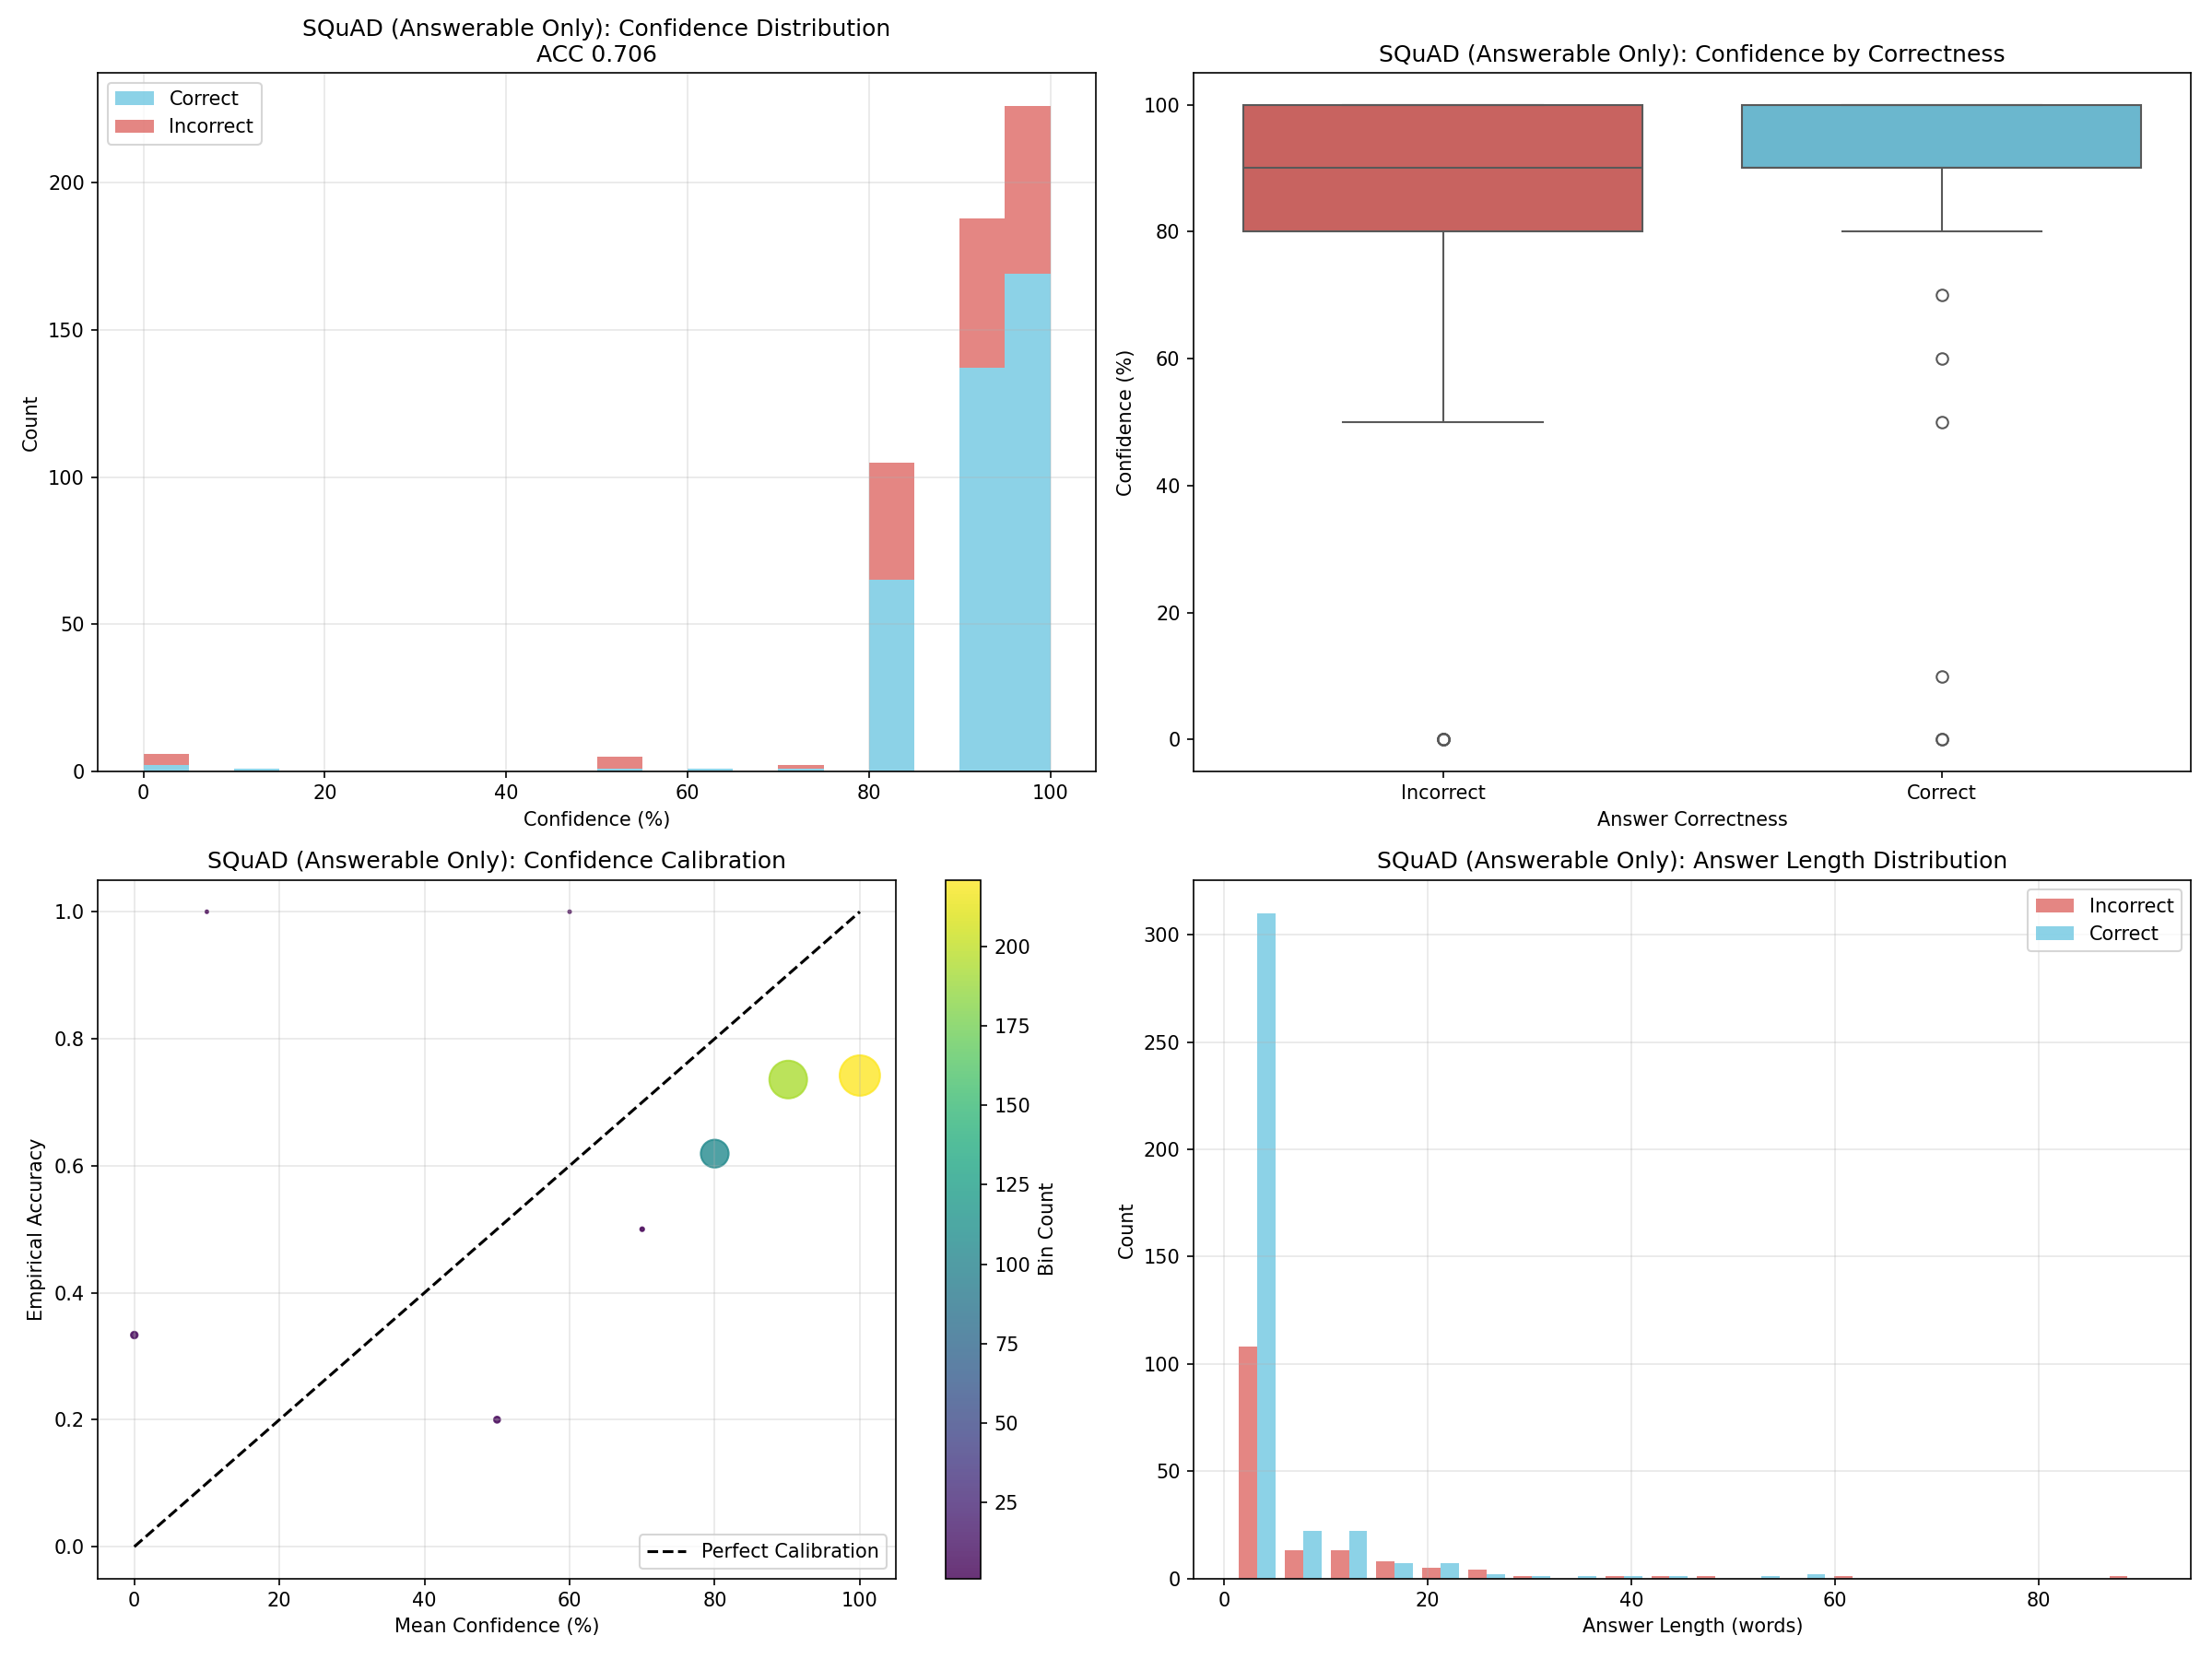 SQuAD (Answerable Only): Confidence Distribution
ACC 0.706
Correct
Incorrect
200
150
100
50
0
Count
0 20 40 60 80 100
Confidence (%)
SQuAD (Answerable Only): Confidence by Correctness
100
80
60
40
20
0
Confidence (%)
Incorrect Correct
Answer Correctness
SQuAD (Answerable Only): Confidence Calibration
1.0
0.8
0.6
0.4
0.2
0.0
Empirical Accuracy
0 20 40 60 80 100
Mean Confidence (%)
Perfect Calibration
200
175
150
125
100
75
50
25
Bin Count
SQuAD (Answerable Only): Answer Length Distribution
Incorrect
Correct
300
250
200
150
100
50
0
Count
0 20 40 60 80
Answer Length (words)